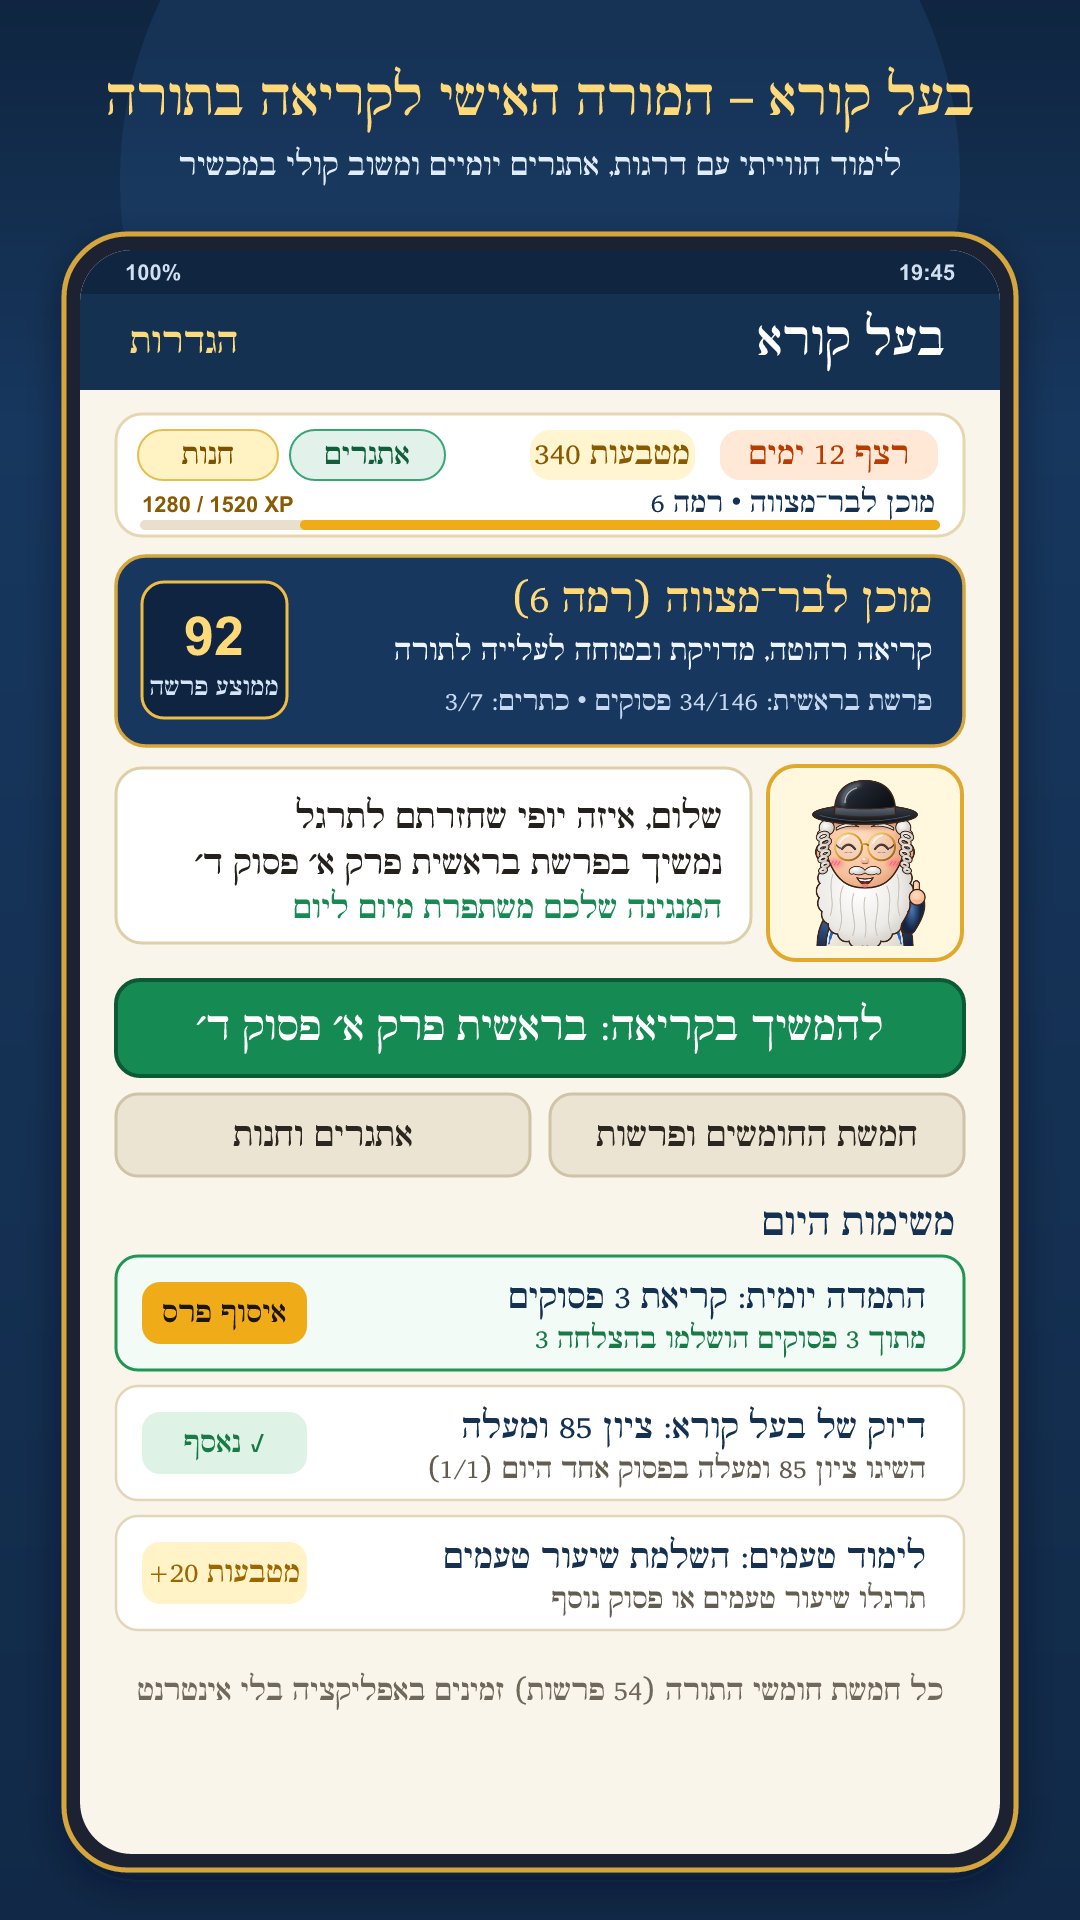 בעל קורא – המורה האישי לקריאה בתורה
לימוד חווייתי עם דרגות, אתגרים יומיים ומשוב קולי במכשיר
19:45
100%
בעל קורא
הגדרות
רצף 12 ימים
מטבעות 340
אתגרים
חנות
מוכן לבר־מצווה • רמה 6
1280 / 1520 XP
מוכן לבר־מצווה (רמה 6)
קריאה רהוטה, מדויקת ובטוחה לעלייה לתורה
פרשת בראשית: 34/146 פסוקים • כתרים: 3/7
92
ממוצע פרשה
שלום, איזה יופי שחזרתם לתרגל
נמשיך בפרשת בראשית פרק א׳ פסוק ד׳
המנגינה שלכם משתפרת מיום ליום
להמשיך בקריאה: בראשית פרק א׳ פסוק ד׳
חמשת החומשים ופרשות
אתגרים וחנות
משימות היום
התמדה יומית: קריאת 3 פסוקים
מתוך 3 פסוקים הושלמו בהצלחה 3
איסוף פרס
דיוק של בעל קורא: ציון 85 ומעלה
השיגו ציון 85 ומעלה בפסוק אחד היום (1/1)
✓ נאסף
לימוד טעמים: השלמת שיעור טעמים
תרגלו שיעור טעמים או פסוק נוסף
מטבעות 20+
כל חמשת חומשי התורה (54 פרשות) זמינים באפליקציה בלי אינטרנט